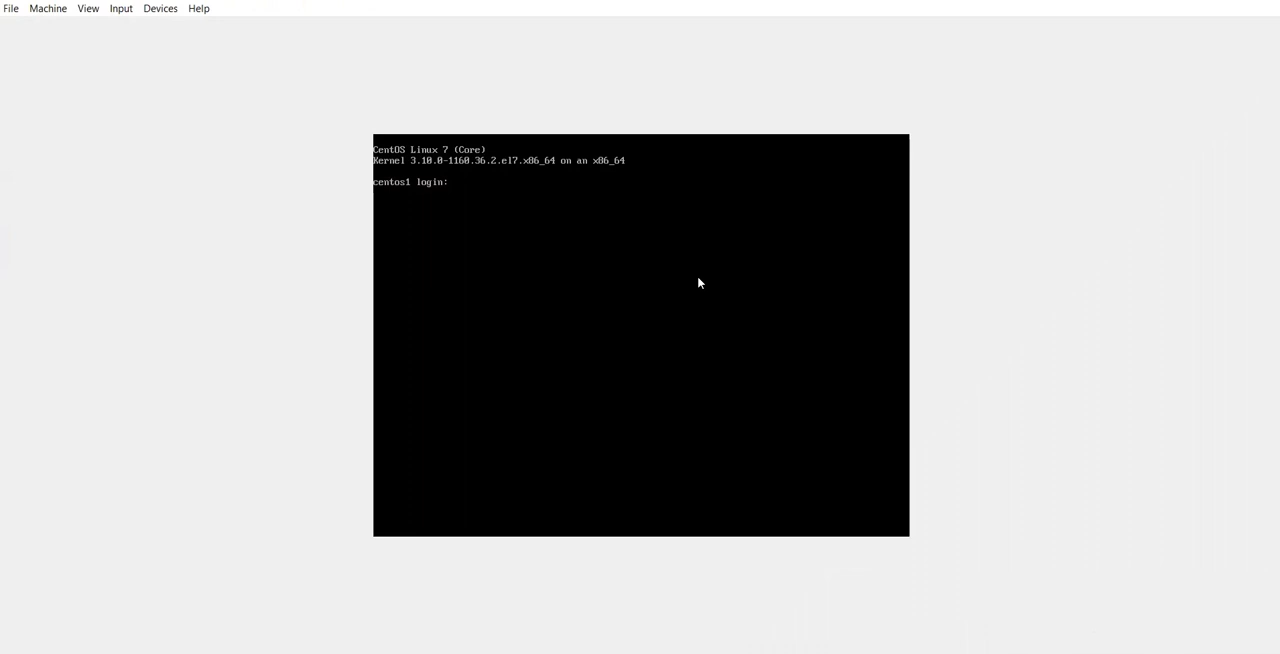 File Machine View Input Devices Help
CentOS Linux 7 (Core)
Kernel 3.10.0-1160.36.2.el7.x86_64 on an x86_64
centos1 login: